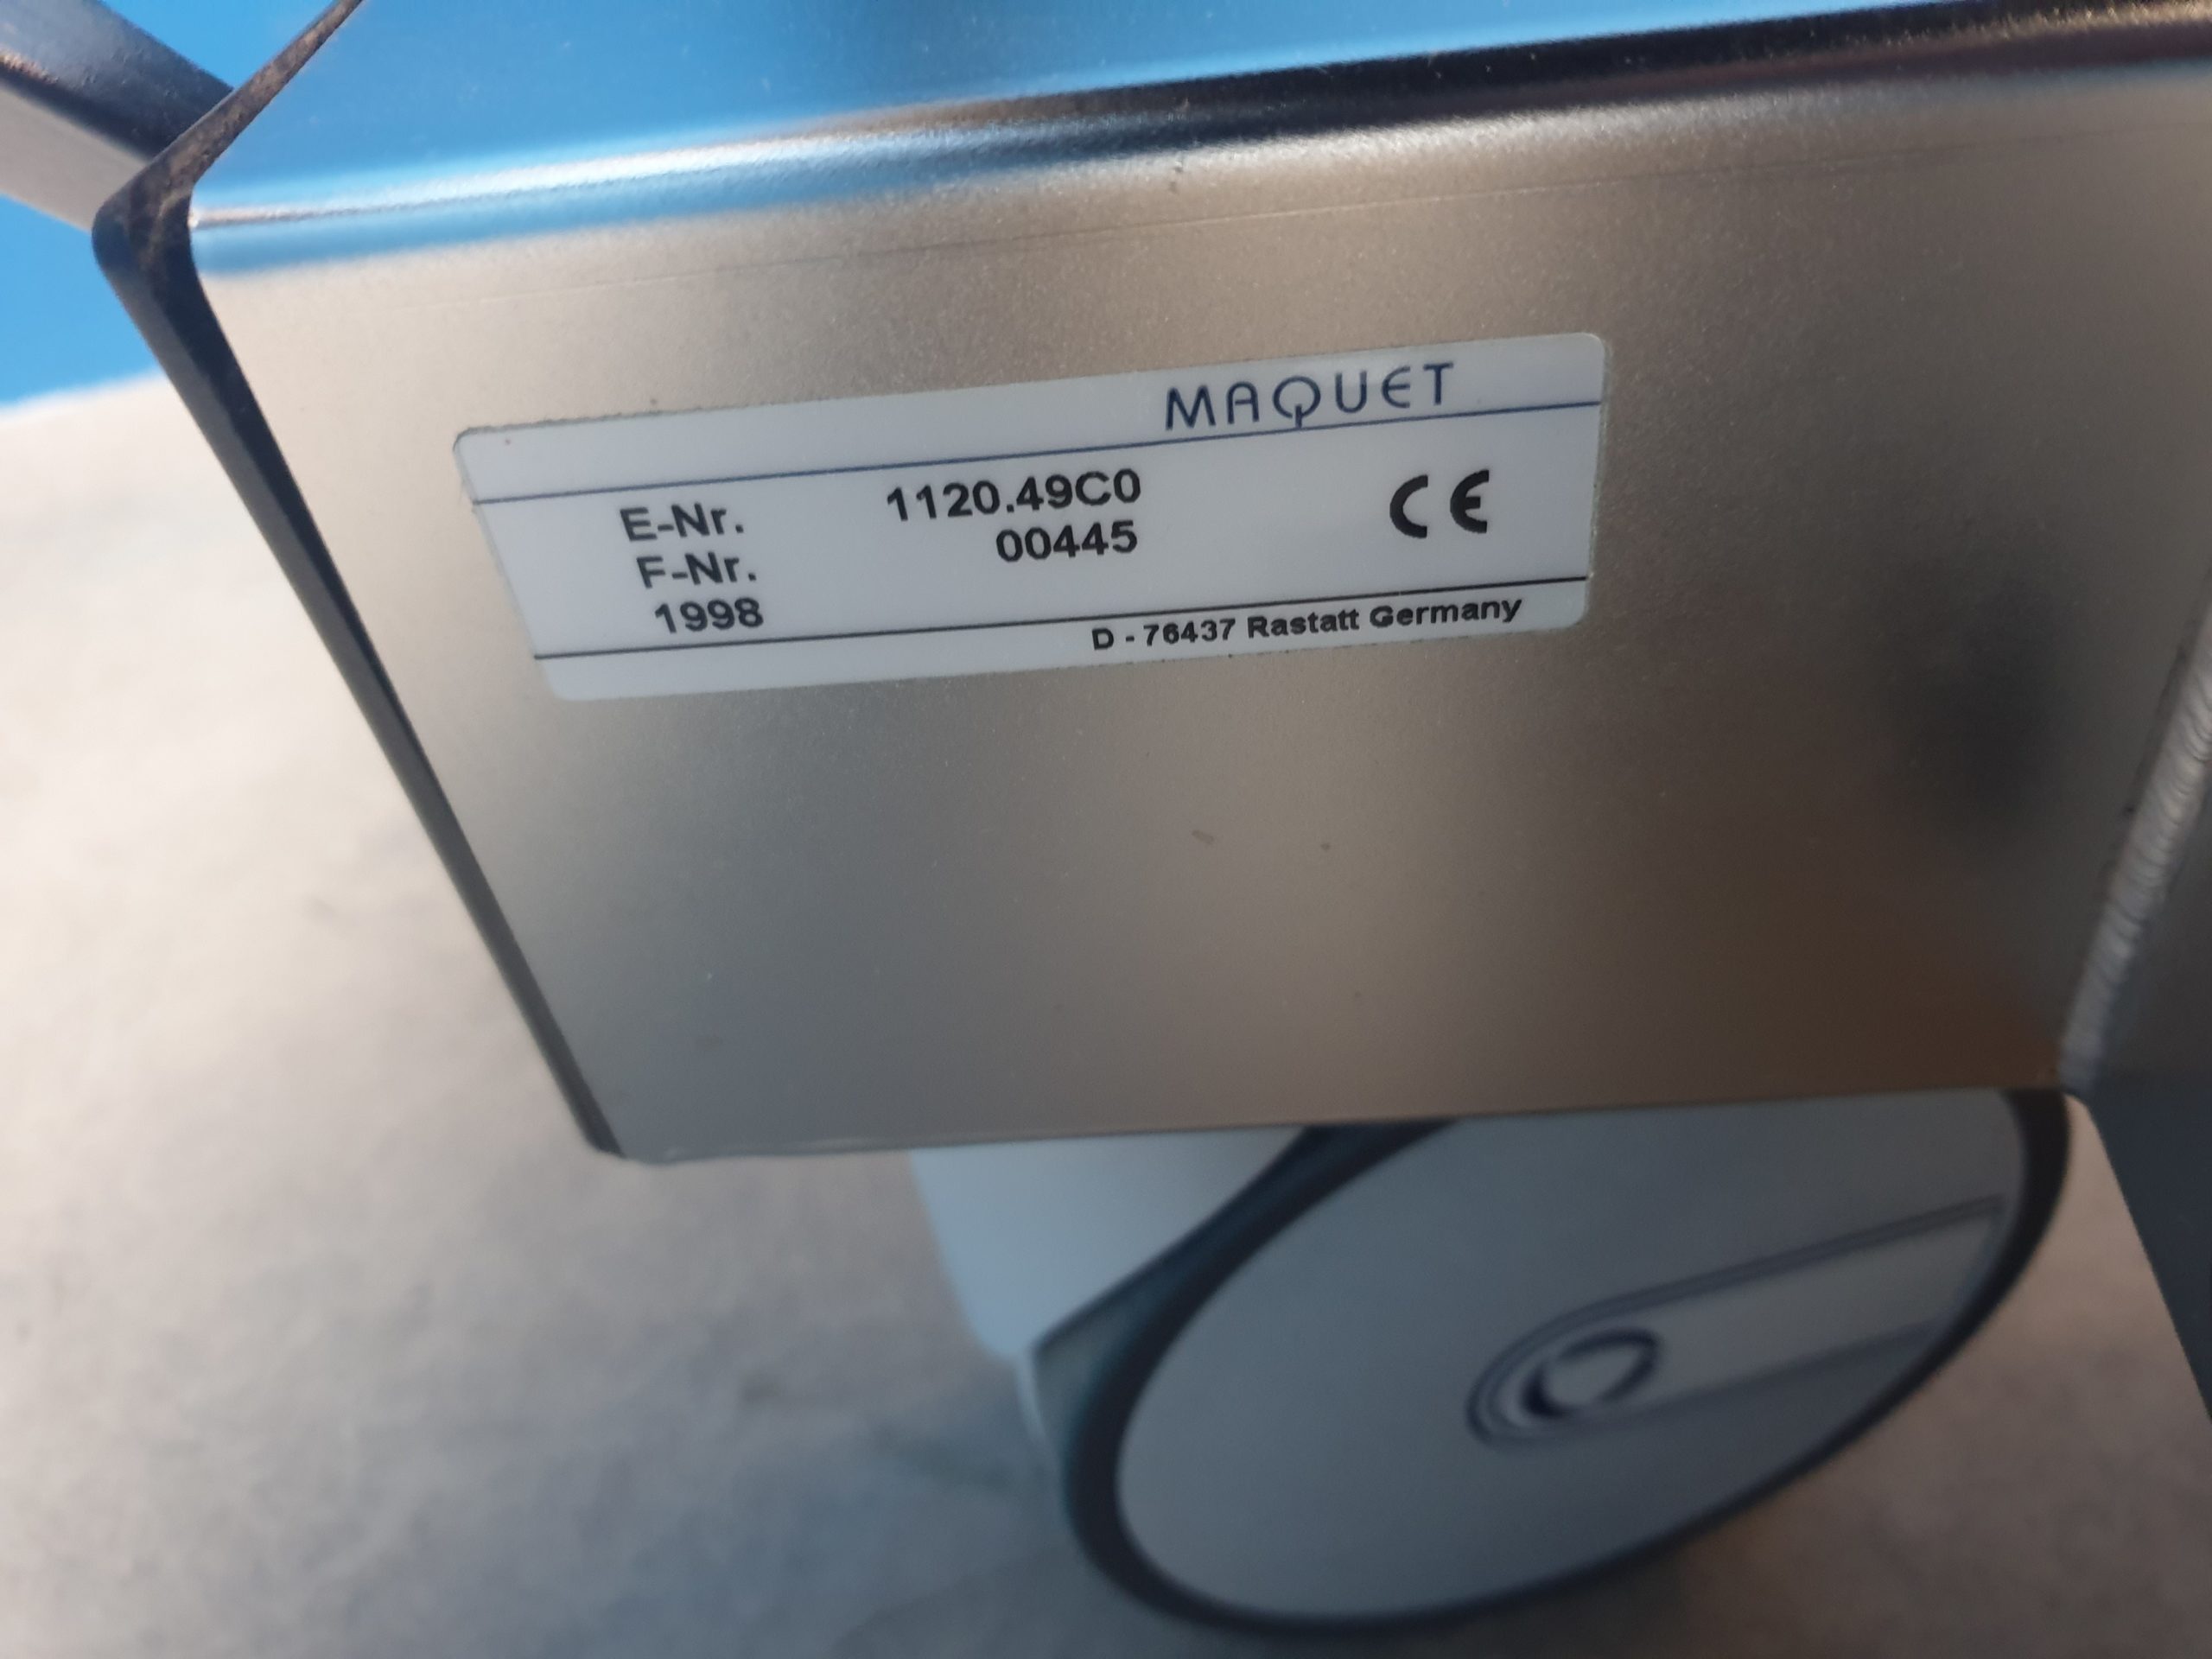 MAQUET
E-Nr. 1120.49C0
F-Nr. 00445
1998
CE
D - 76437 Rastatt Germany